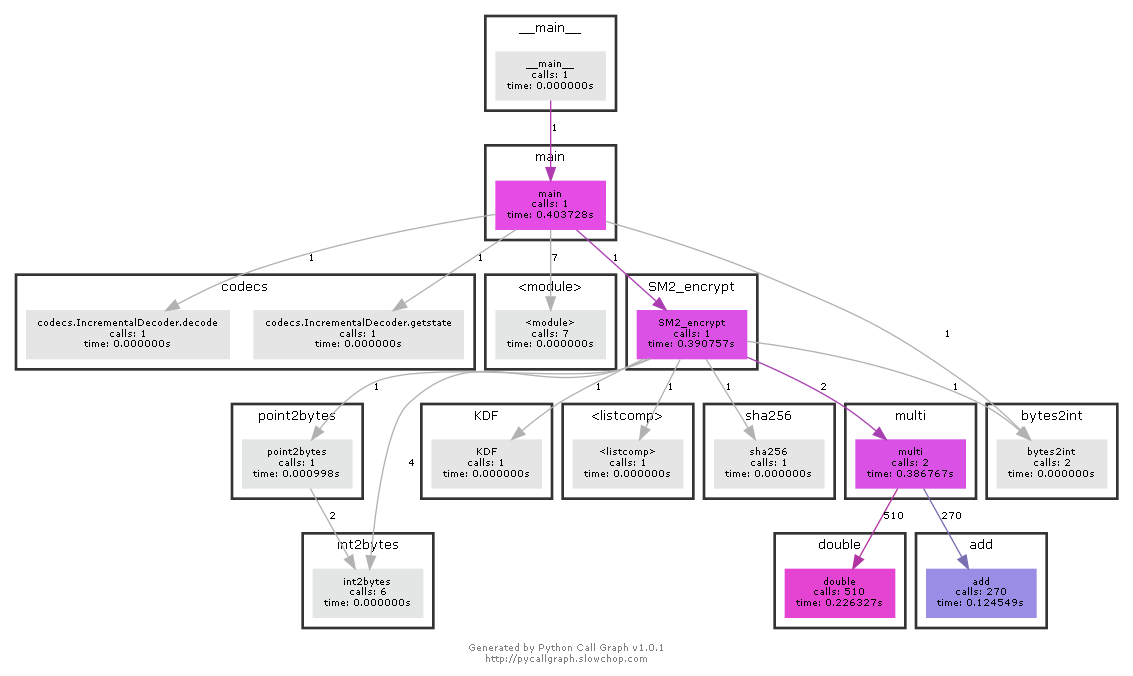 __main__
__main__
calls: 1
time: 0.000000s
1
main
main
calls: 1
time: 0.403728s
1
1
7
1
1
codecs
codecs.IncrementalDecoder.decode
calls: 1
time: 0.000000s
codecs.IncrementalDecoder.getstate
calls: 1
time: 0.000000s
<module>
<module>
calls: 7
time: 0.000000s
SM2_encrypt
SM2_encrypt
calls: 1
time: 0.390757s
1
4
1
1
1
2
1
point2bytes
point2bytes
calls: 1
time: 0.000998s
KDF
KDF
calls: 1
time: 0.000000s
<listcomp>
<listcomp>
calls: 1
time: 0.000000s
sha256
sha256
calls: 1
time: 0.000000s
multi
multi
calls: 2
time: 0.386767s
bytes2int
bytes2int
calls: 2
time: 0.000000s
2
510
270
int2bytes
int2bytes
calls: 6
time: 0.000000s
double
double
calls: 510
time: 0.226327s
add
add
calls: 270
time: 0.124549s
Generated by Python Call Graph v1.0.1
http://pycallgraph.slowchop.com